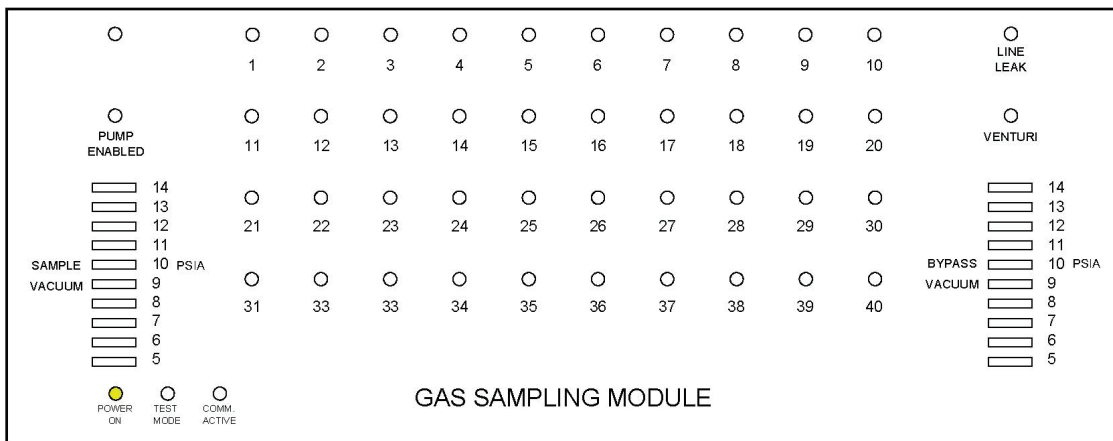 1 2 3 4 5 6 7 8 9 10
LINE
LEAK
PUMP
ENABLED
11 12 13 14 15 16 17 18 19 20
VENTURI
14
13
12
11
SAMPLE 10 PSIA
VACUUM 9
8
7
6
5
21 22 23 24 25 26 27 28 29 30
31 33 33 34 35 36 37 38 39 40
14
13
12
11
BYPASS 10 PSIA
VACUUM 9
8
7
6
5
POWER
ON
TEST
MODE
COMM.
ACTIVE
GAS SAMPLING MODULE